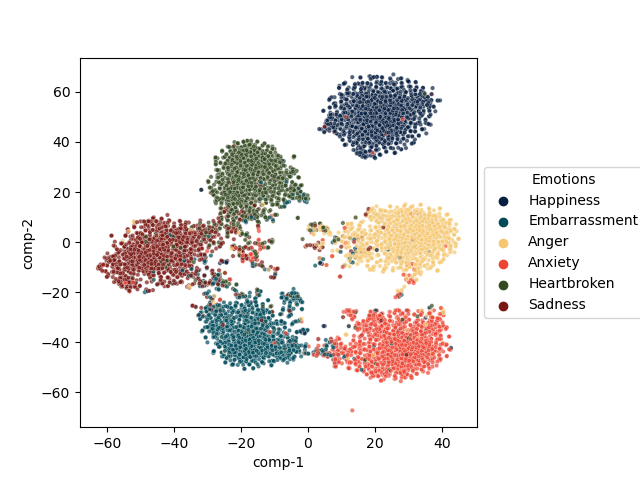 60
40
20
0
−20
−40
−60
−60
−40
−20
0
20
40
comp-2
comp-1
Emotions
Happiness
Embarrassment
Anger
Anxiety
Heartbroken
Sadness